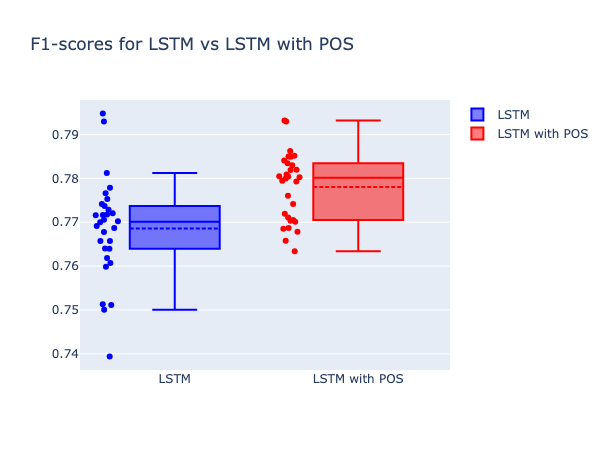 F1-scores for LSTM vs LSTM with POS
LSTM
LSTM with POS
0.79
0.78
0.77
0.76
0.75
0.74
LSTM
LSTM with POS